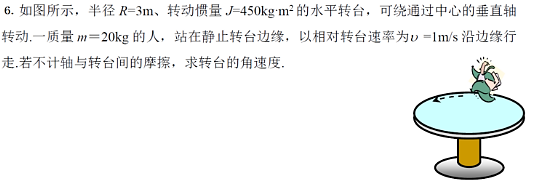 6. 如图所示，半径 R=3m、转动惯量 J=450kg·m² 的水平转台，可绕通过中心的垂直轴
转动.一质量 m＝20kg 的人，站在静止转台边缘，以相对转台速率为υ =1m/s 沿边缘行
走.若不计轴与转台间的摩擦，求转台的角速度.